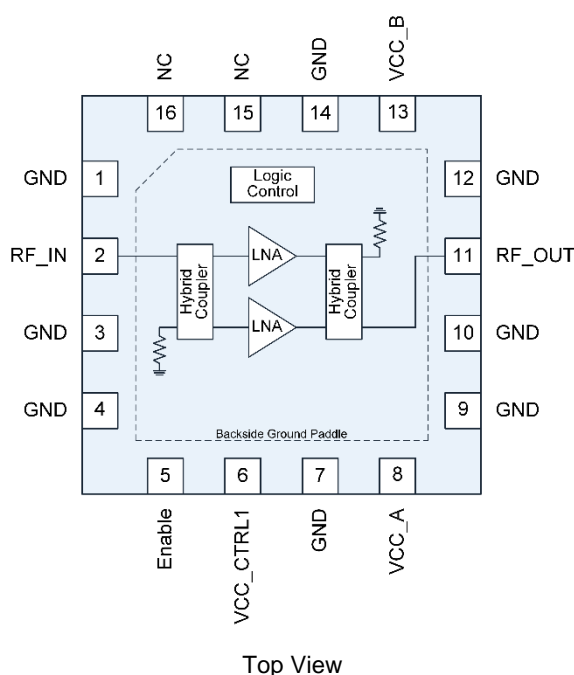 NC
NC
GND
VCC_B
16
15
14
13
GND
1
Logic
Control
12
GND
RF_IN
2
Hybrid
Coupler
LNA
Hybrid
Coupler
11
RF_OUT
GND
3
LNA
10
GND
GND
4
9
GND
Backside Ground Paddle
5
6
7
8
Enable
VCC_CTRL1
GND
VCC_A
Top View